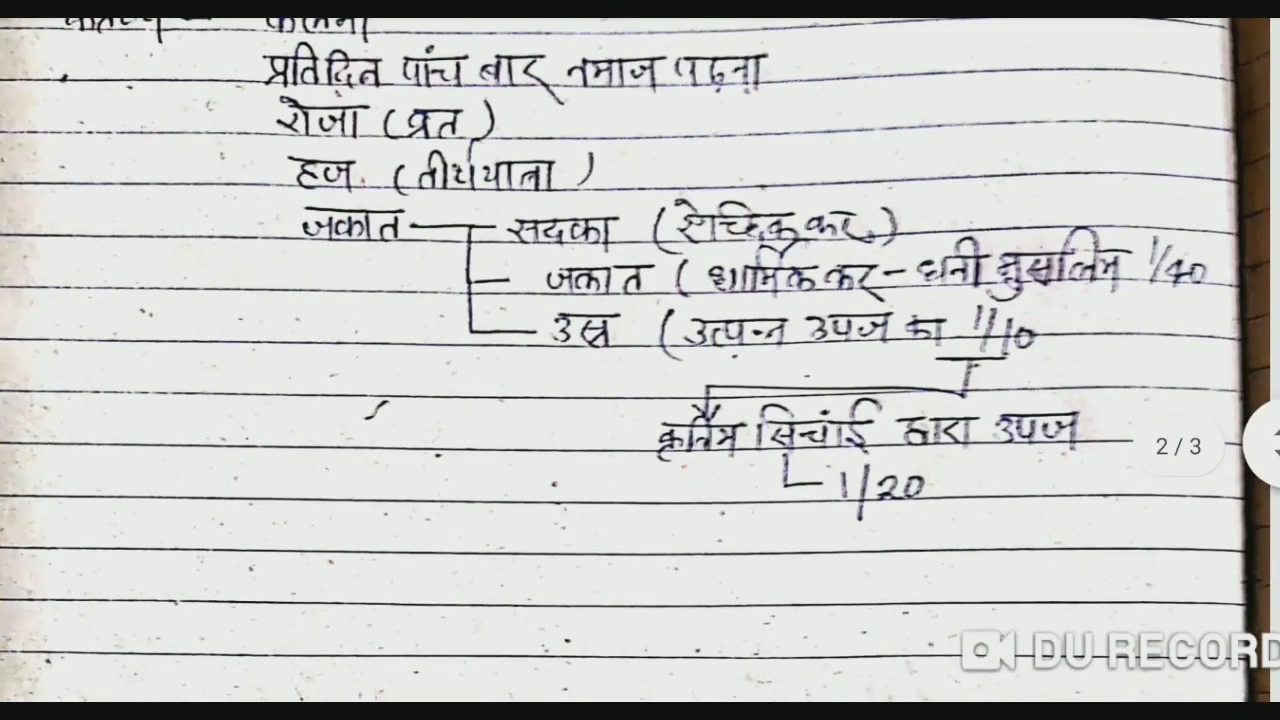 प्रतिदिन पांच बार नमाज पढ़ना
रोजा (व्रत)
हज. (तीर्थयात्रा)
जकात — सदका (स्वेच्छिक कर)
जकात (धार्मिक कर - धनी मुसलिम 1/40
उस्र (उत्पन्न उपज का 1/10
कृत्रिम सिंचाई द्वारा उपज
1/20
2/3
DU RECORD